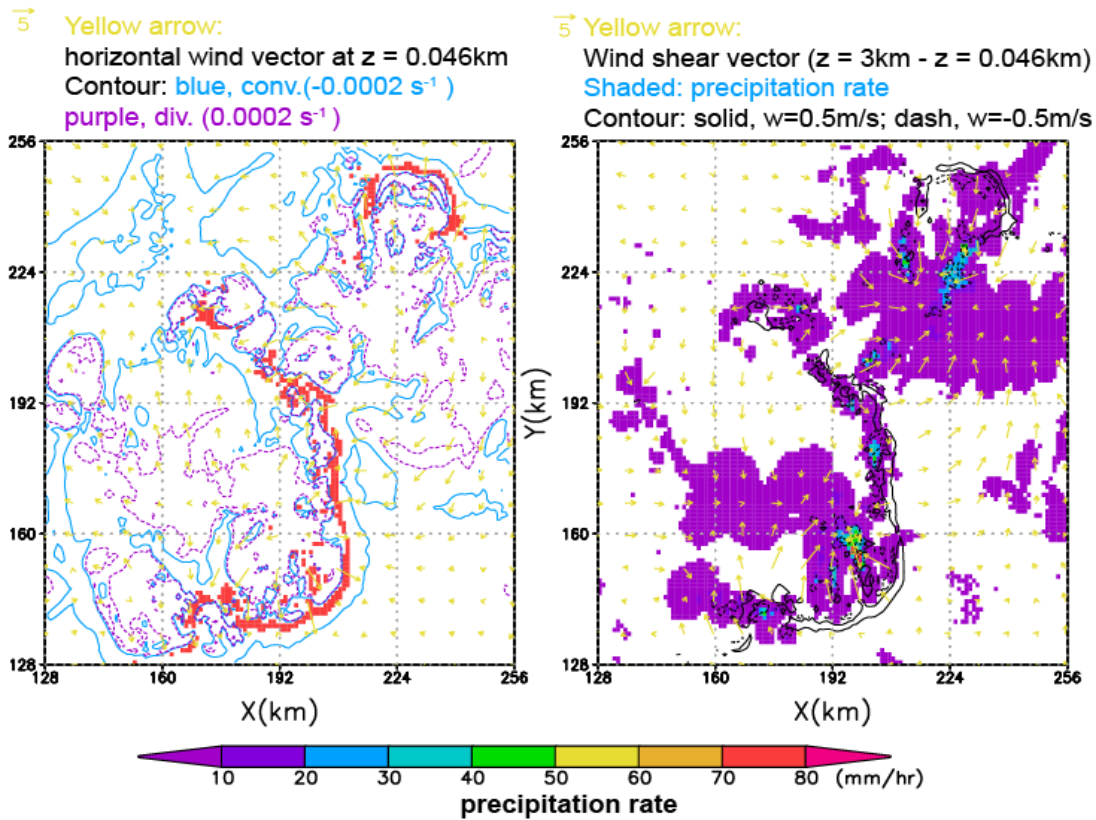 5
Yellow arrow:
horizontal wind vector at z = 0.046km
Contour: blue, conv.(-0.0002 s⁻¹ )
purple, div. (0.0002 s⁻¹ )
5
Yellow arrow:
Wind shear vector (z = 3km - z = 0.046km)
Shaded: precipitation rate
Contour: solid, w=0.5m/s; dash, w=-0.5m/s
256
224
192
160
128
128 160 192 224 256
X(km)
Y(km)
256
224
192
160
128
128 160 192 224 256
X(km)
10 20 30 40 50 60 70 80 (mm/hr)
precipitation rate